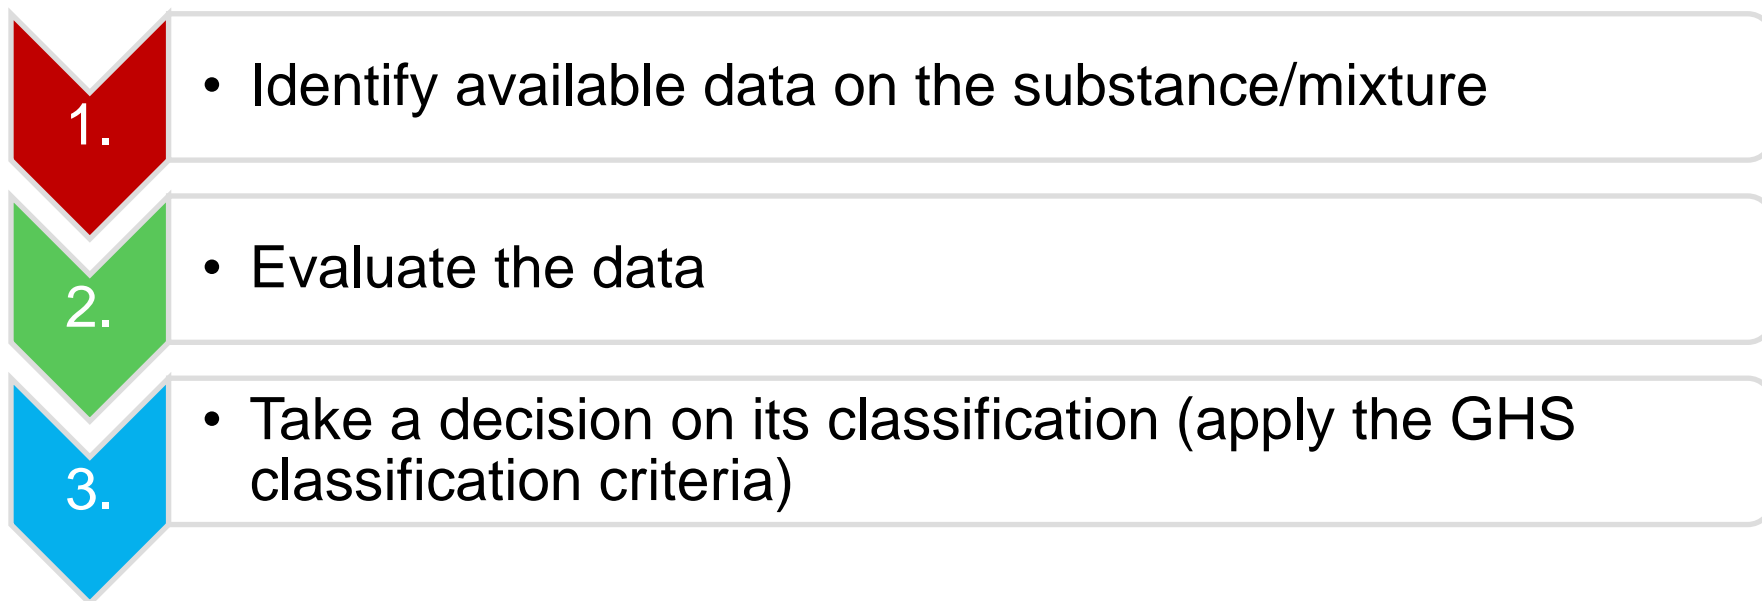 1.
• Identify available data on the substance/mixture
2.
• Evaluate the data
3.
• Take a decision on its classification (apply the GHS
classification criteria)